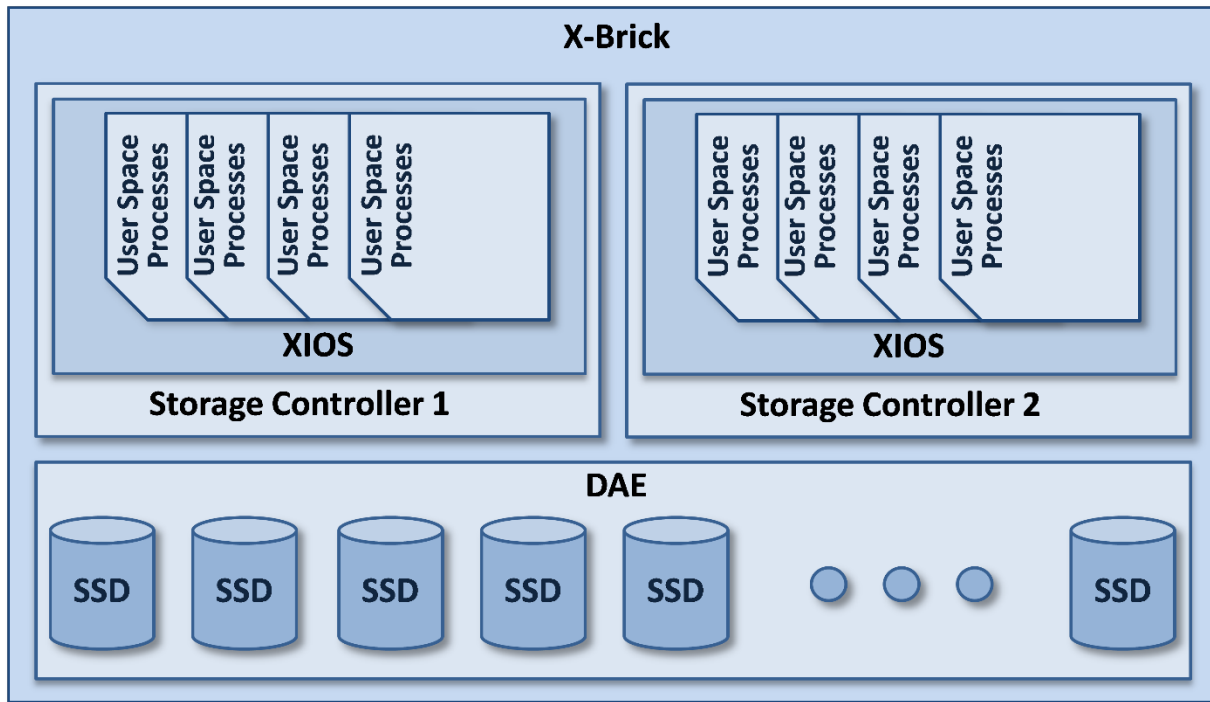 X-Brick
User Space
Processes
User Space
Processes
User Space
Processes
User Space
Processes
XIOS
Storage Controller 1
User Space
Processes
User Space
Processes
User Space
Processes
User Space
Processes
XIOS
Storage Controller 2
DAE
SSD
SSD
SSD
SSD
SSD
SSD